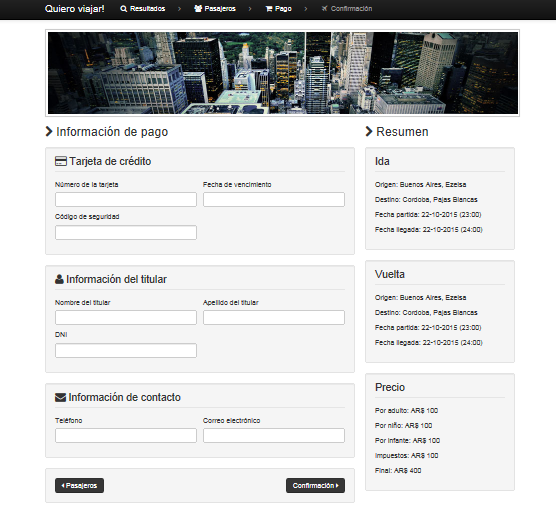 Quiero viajar!
Resultados > Pasajeros > Pago > Confirmación
Información de pago
Tarjeta de crédito
Número de la tarjeta
Fecha de vencimiento
Código de seguridad
Información del titular
Nombre del titular
Apellido del titular
DNI
Información de contacto
Teléfono
Correo electrónico
Pasajeros
Confirmación
Resumen
Ida
Origen: Buenos Aires, Ezeisa
Destino: Cordoba, Pajas Blancas
Fecha partida: 22-10-2015 (23:00)
Fecha llegada: 22-10-2015 (24:00)
Vuelta
Origen: Buenos Aires, Ezeisa
Destino: Cordoba, Pajas Blancas
Fecha partida: 22-10-2015 (23:00)
Fecha llegada: 22-10-2015 (24:00)
Precio
Por adulto: AR$ 100
Por niño: AR$ 100
Por infante: AR$ 100
Impuestos: AR$ 100
Final: AR$ 400